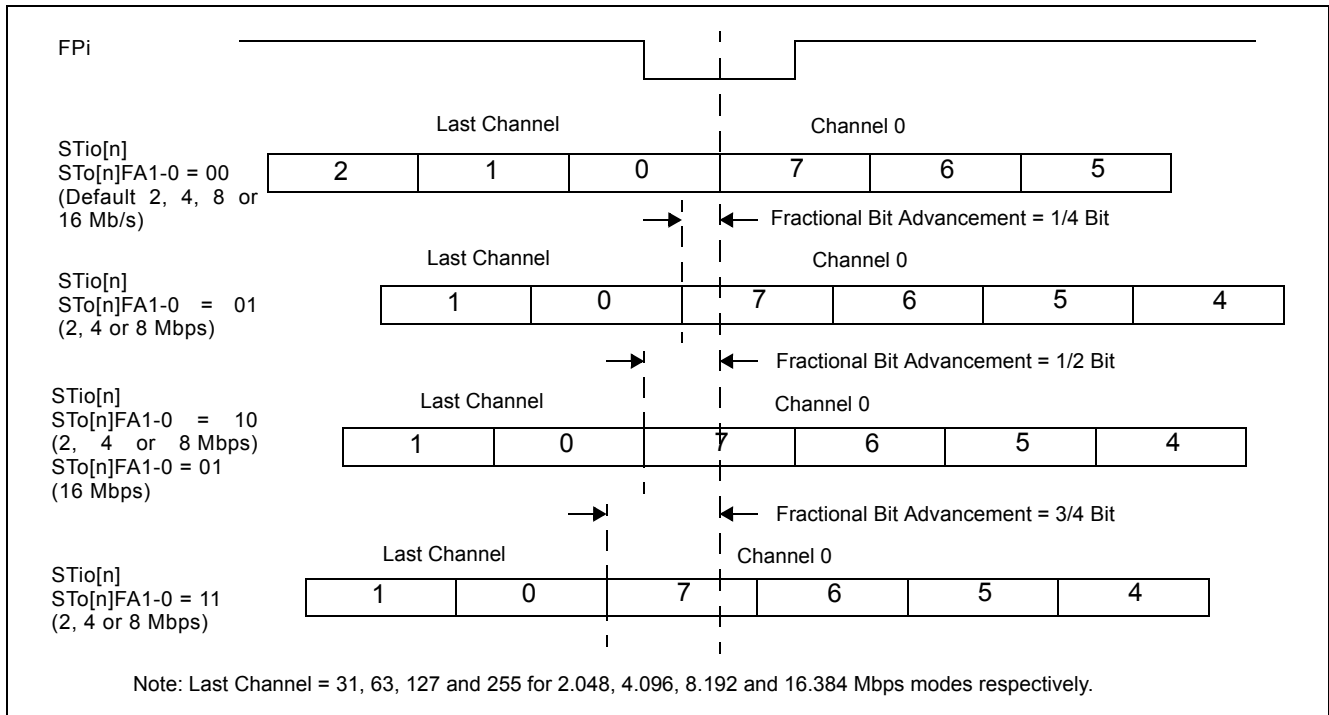 FPi
Last Channel Channel 0
STio[n]
STo[n]FA1-0 = 00
(Default 2, 4, 8 or
16 Mb/s)
2 1 0 7 6 5
Fractional Bit Advancement = 1/4 Bit
Last Channel Channel 0
STio[n]
STo[n]FA1-0 = 01
(2, 4 or 8 Mbps)
1 0 7 6 5 4
Fractional Bit Advancement = 1/2 Bit
Last Channel Channel 0
STio[n]
STo[n]FA1-0 = 10
(2, 4 or 8 Mbps)
STo[n]FA1-0 = 01
(16 Mbps)
1 0 7 6 5 4
Fractional Bit Advancement = 3/4 Bit
Last Channel Channel 0
STio[n]
STo[n]FA1-0 = 11
(2, 4 or 8 Mbps)
1 0 7 6 5 4
Note: Last Channel = 31, 63, 127 and 255 for 2.048, 4.096, 8.192 and 16.384 Mbps modes respectively.